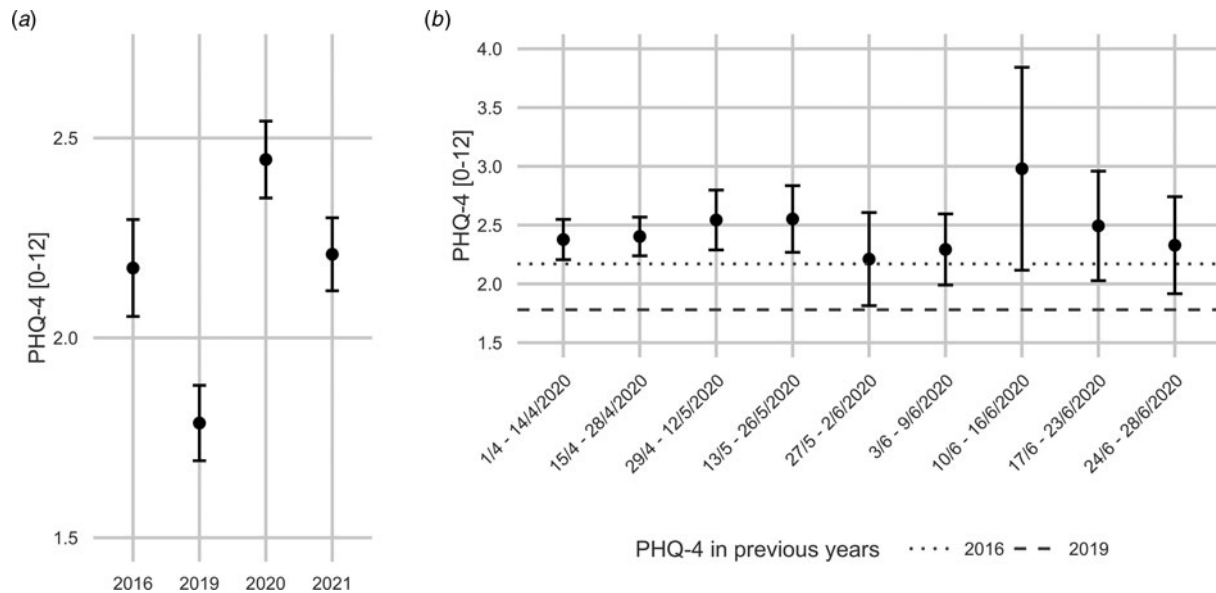 (a)
PHQ-4 [0-12]
2.5
2.0
1.5
2016 2019 2020 2021
(b)
PHQ-4 [0-12]
4.0
3.5
3.0
2.5
2.0
1.5
1/4 - 14/4/2020
15/4 - 28/4/2020
29/4 - 12/5/2020
13/5 - 26/5/2020
27/5 - 2/6/2020
3/6 - 9/6/2020
10/6 - 16/6/2020
17/6 - 23/6/2020
24/6 - 28/6/2020
PHQ-4 in previous years 2016 2019